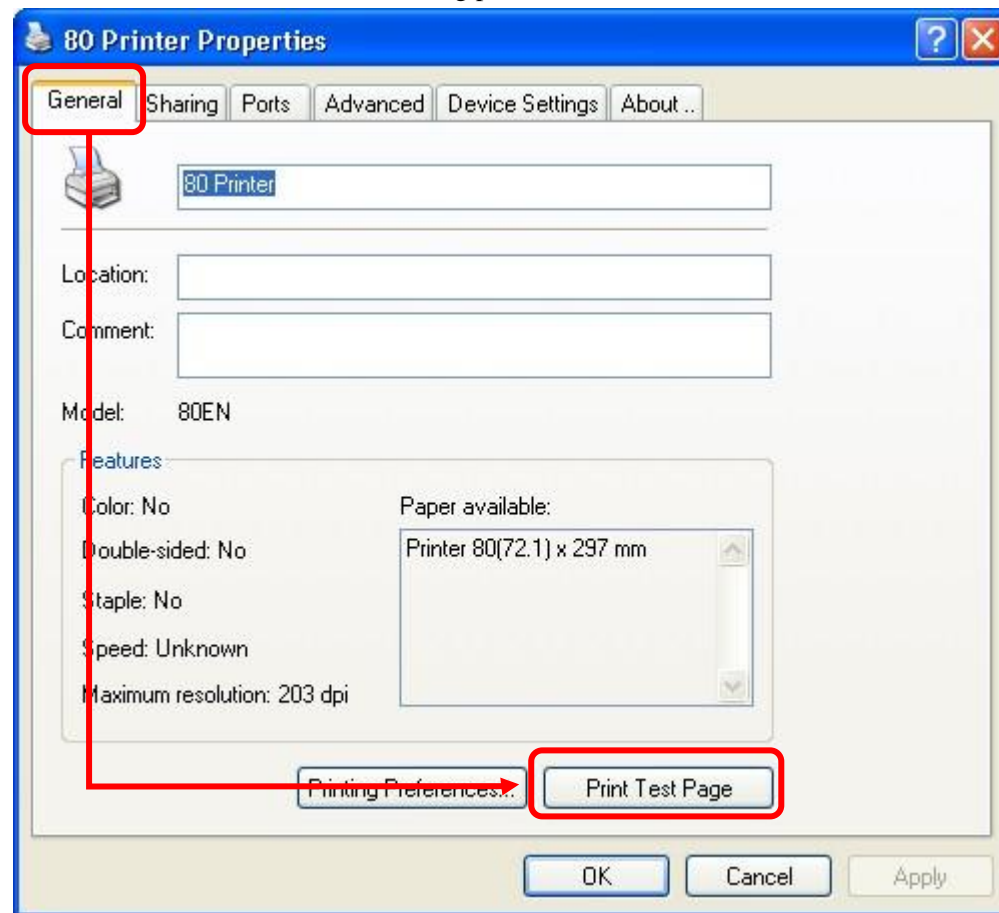 80 Printer Properties
General Sharing Ports Advanced Device Settings About ..
80 Printer
Location:
Comment:
Model: 80EN
Features
Color: No
Paper available:
Double-sided: No
Printer 80(72.1) x 297 mm
Staple: No
Speed: Unknown
Maximum resolution: 203 dpi
Printing Preferences... Print Test Page
OK Cancel Apply